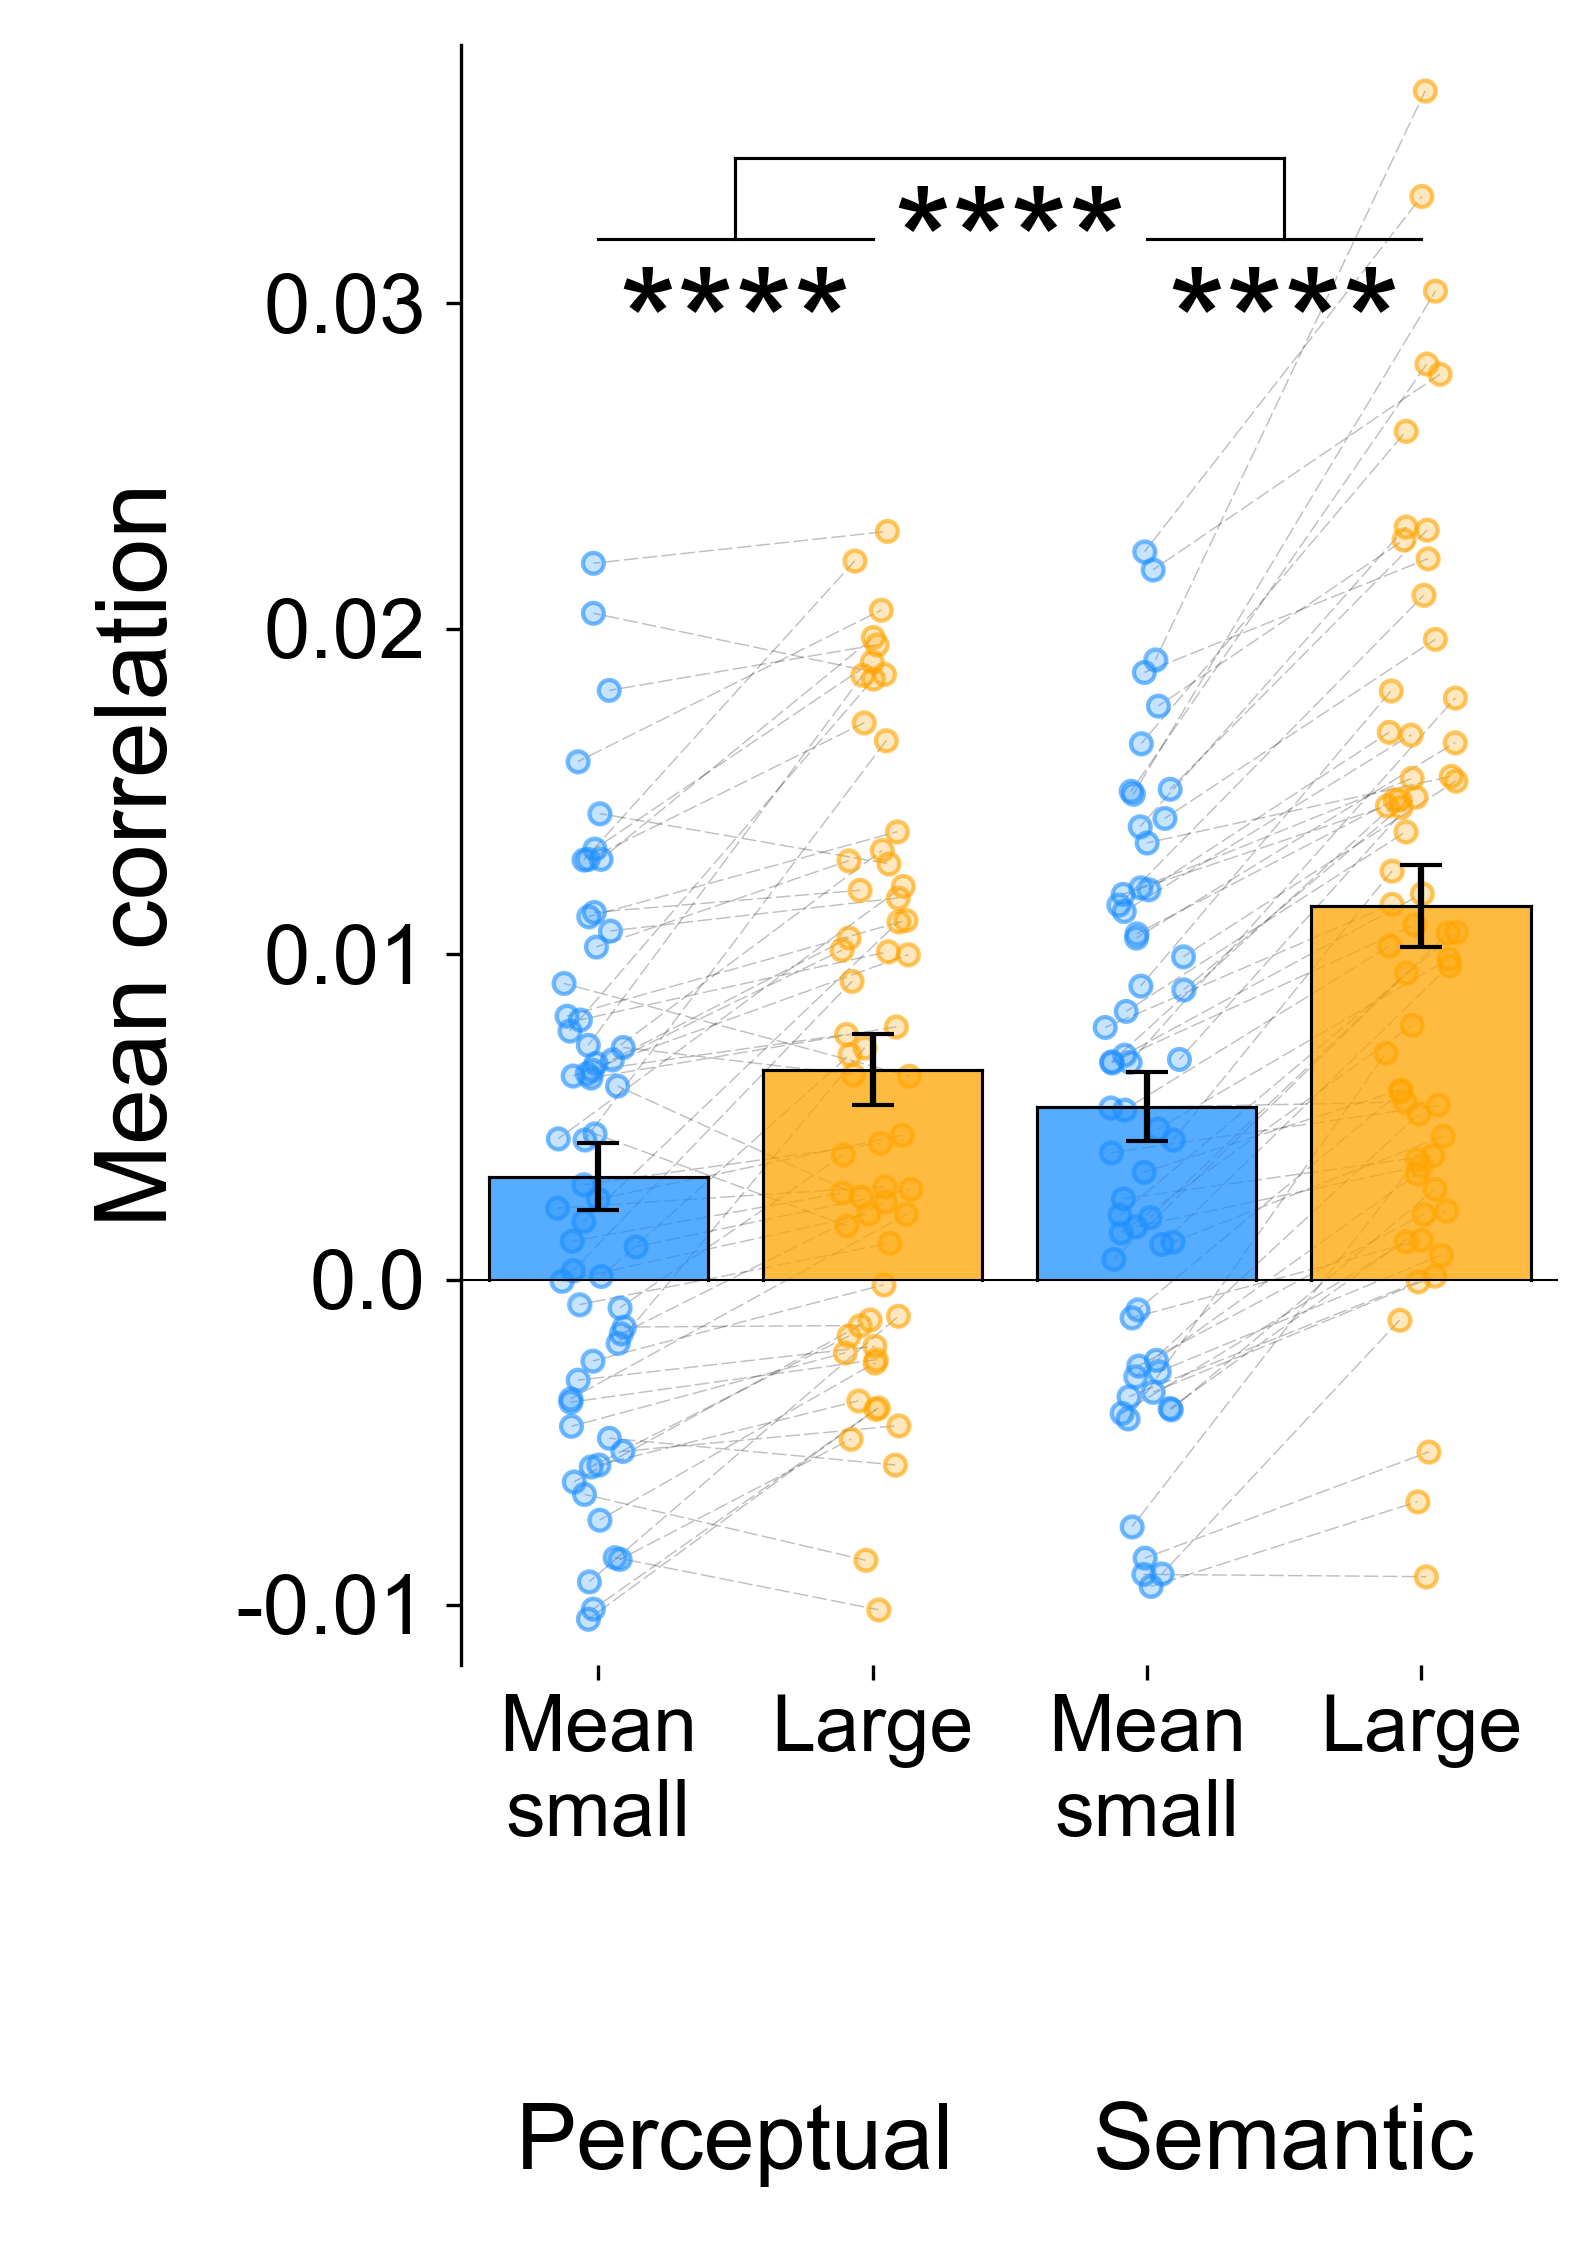 Mean correlation
0.03
0.02
0.01
0.0
-0.01
****
**** ****
Mean small
Large
Mean small
Large
Perceptual
Semantic